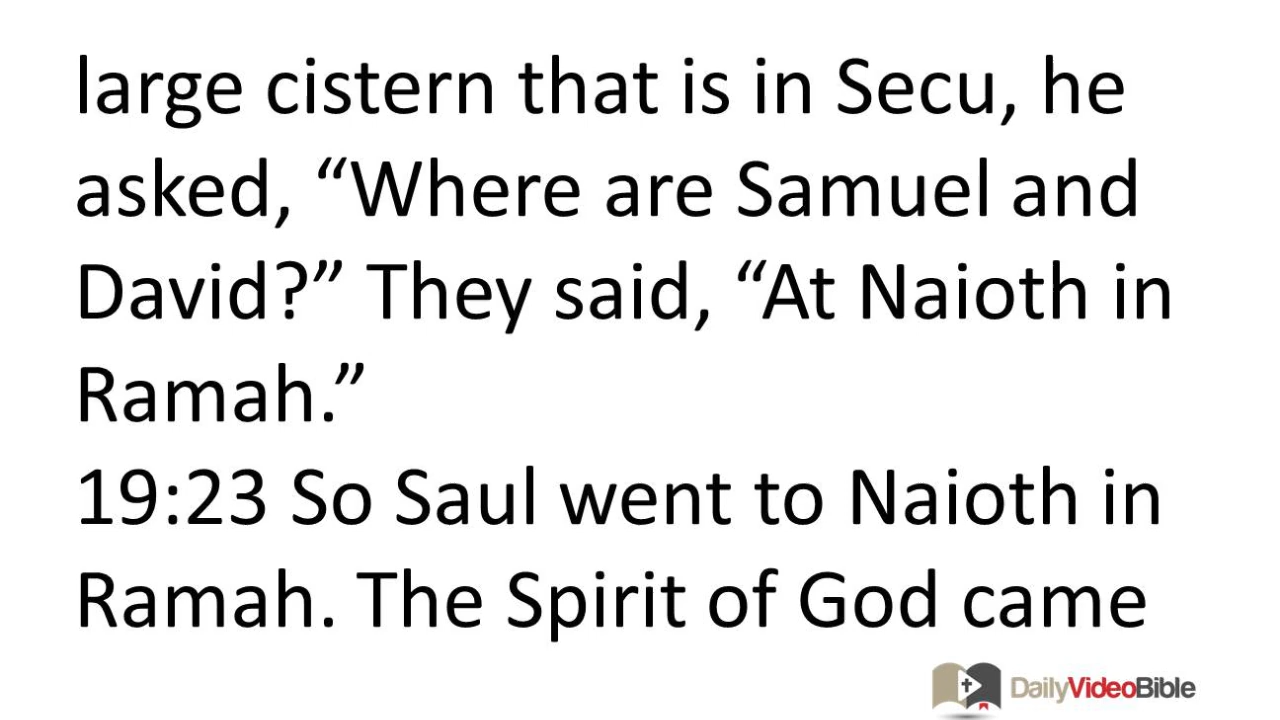 large cistern that is in Secu, he
asked, “Where are Samuel and
David?” They said, “At Naioth in
Ramah.”
19:23 So Saul went to Naioth in
Ramah. The Spirit of God came
DailyVideoBible